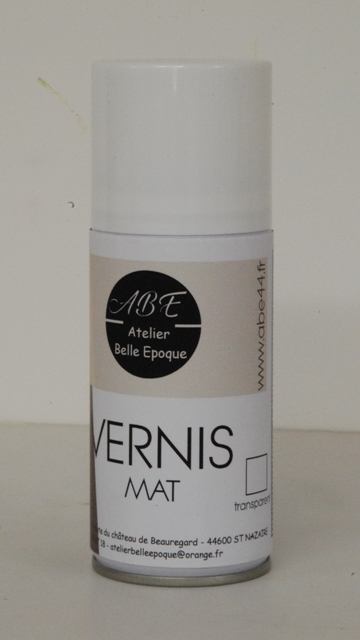 ABE
Atelier
Belle Epoque
www.abe44.fr
VERNIS
MAT
transparent
du château de Beauregard - 44600 ST NAZAIRE
18 - atelierbelleepoque@orange.fr